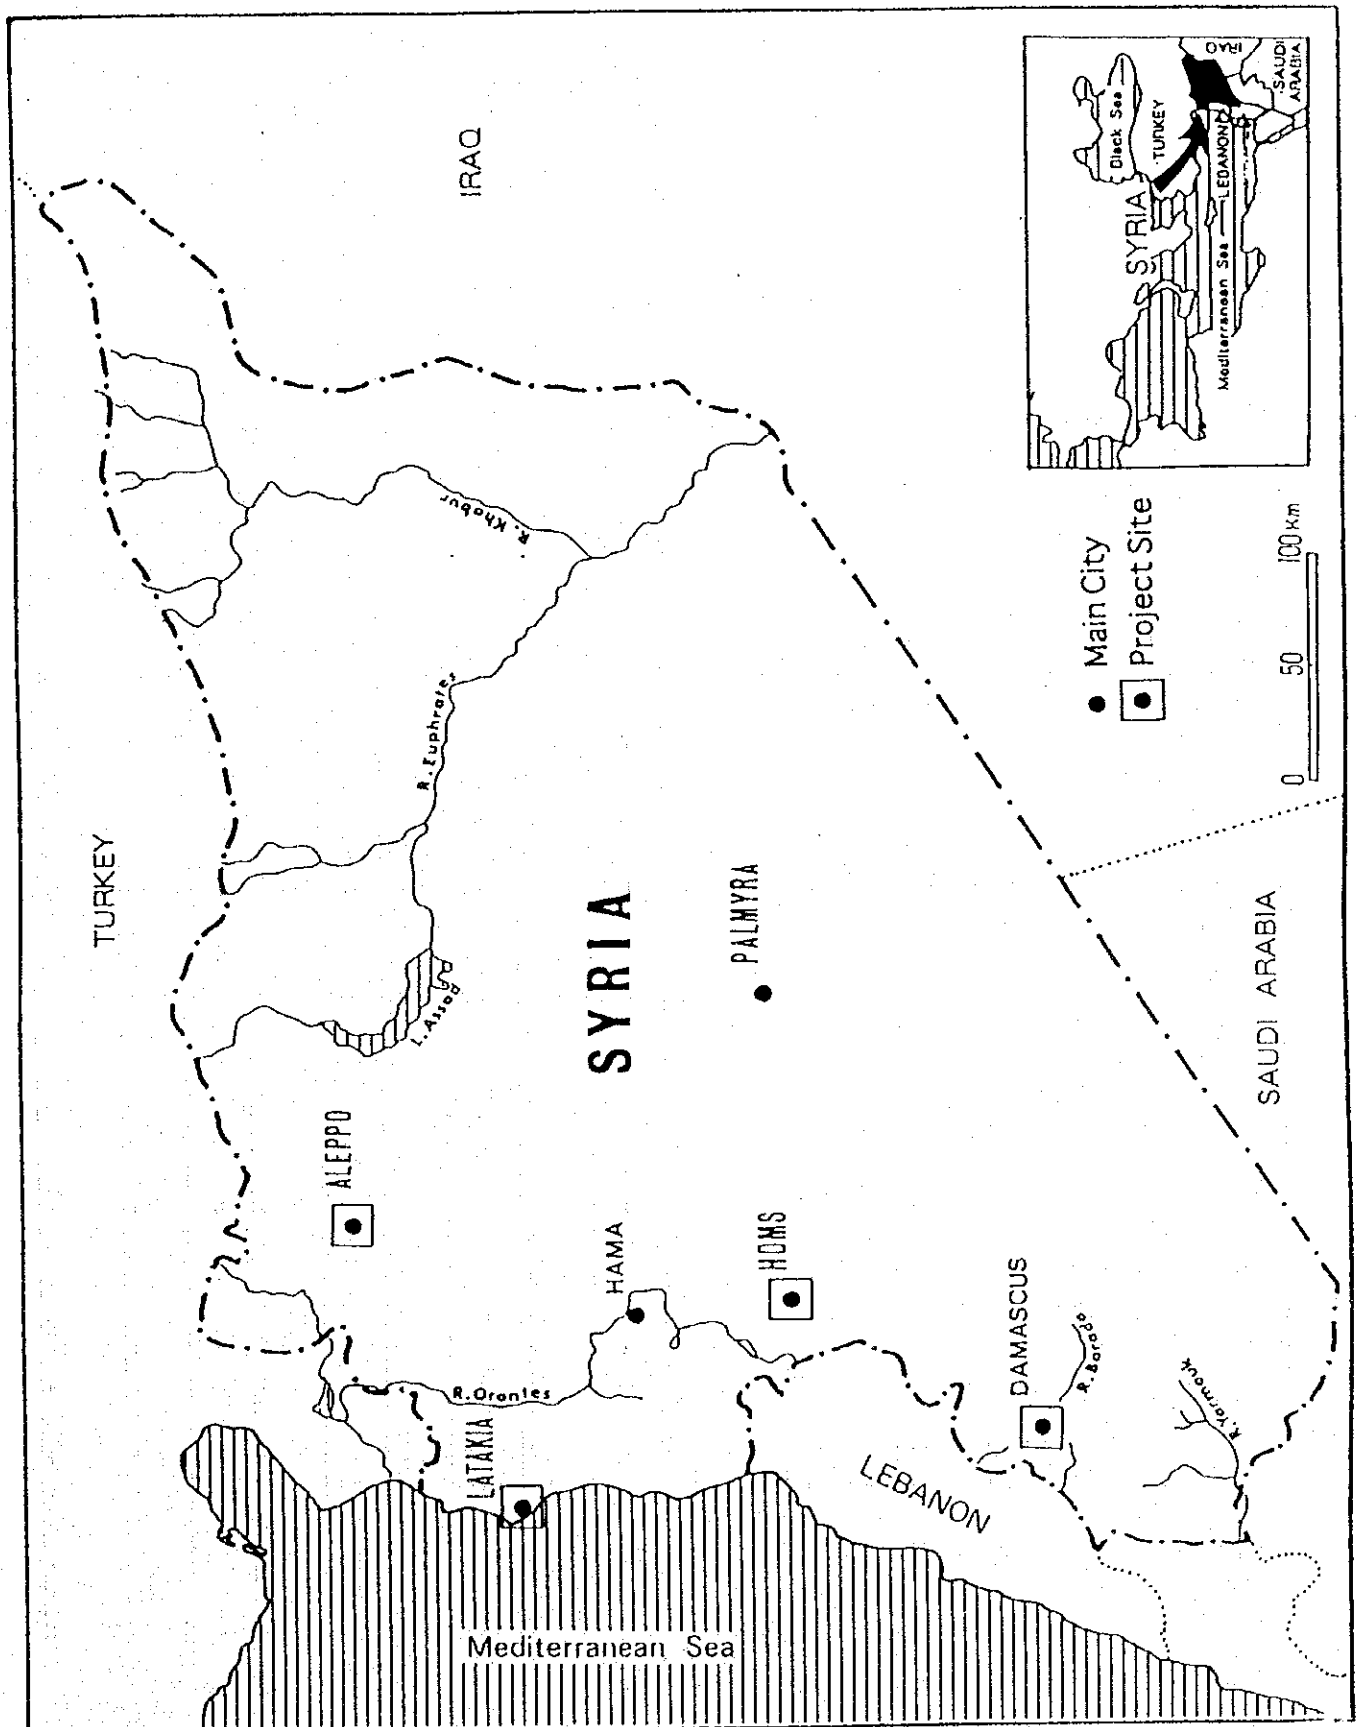 TURKEY
IRAQ
R. Khabur
R. Euphrates
L. Assad
ALEPPO
SYRIA
PALMYRA
HAMA
HOMS
R. Orontes
LATAKIA
DAMASCUS
R. Barada
R. Yarmouk
LEBANON
SAUDI ARABIA
Mediterranean Sea
Main City
Project Site
0 50 100km
Black Sea
TURKEY
SYRIA
Mediterranean Sea
LEBANON
IRAQ
SAUDI
ARABIA